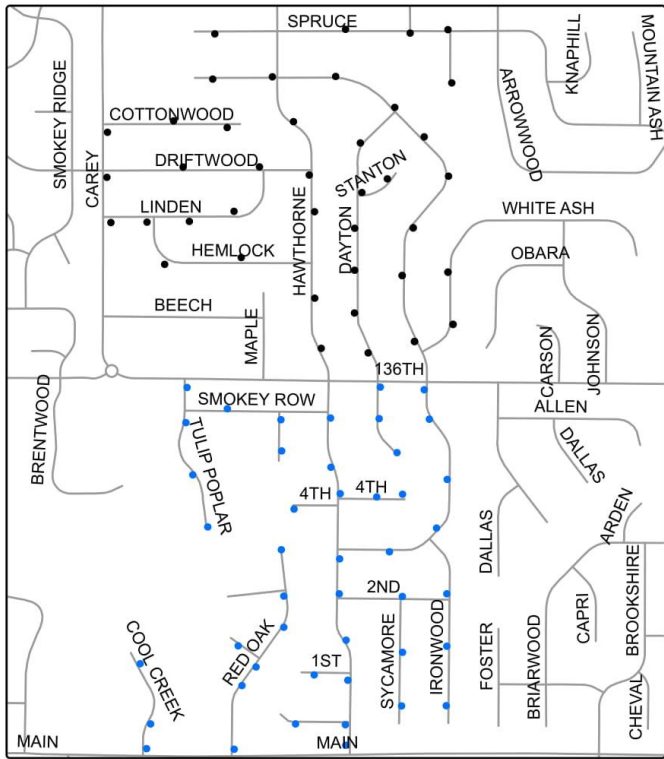 SPRUCE
KNAPHILL
MOUNTAIN ASH
SMOKEY RIDGE
CAREY
COTTONWOOD
ARROWWOOD
DRIFTWOOD
STANTON
LINDEN
HAWTHORNE
DAYTON
WHITE ASH
HEMLOCK
OBARA
BEECH
MAPLE
136TH
CARSON
JOHNSON
BRENTWOOD
SMOKEY ROW
ALLEN
TULIP POPLAR
DALLAS
4TH
4TH
ARDEN
DALLAS
2ND
CAPRI
BROOKSHIRE
COOL CREEK
RED OAK
1ST
SYCAMORE
IRONWOOD
FOSTER
BRIARWOOD
CHEVAL
MAIN
MAIN